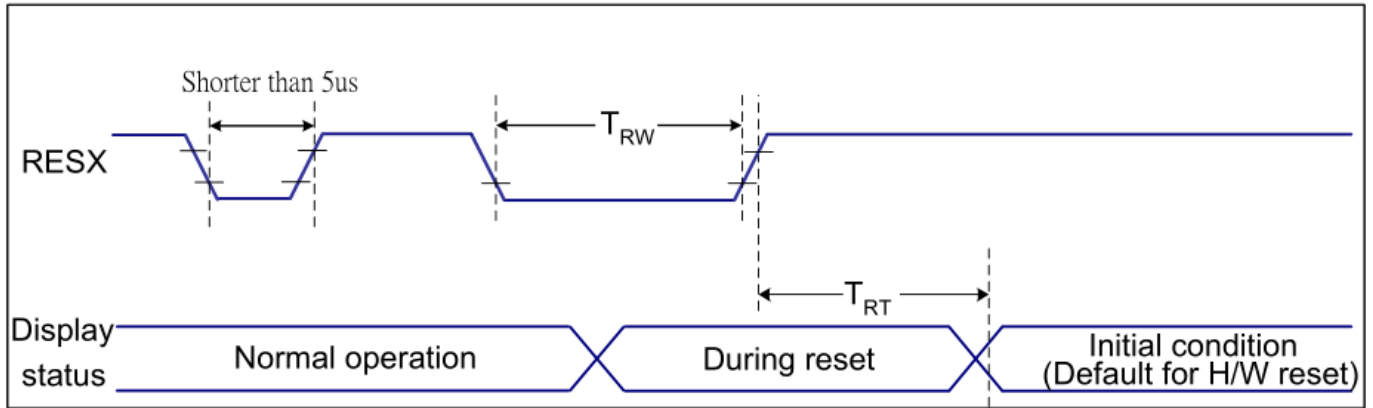 Shorter than 5us
RESX
TRW
TRT
Display
status
Normal operation
During reset
Initial condition
(Default for H/W reset)